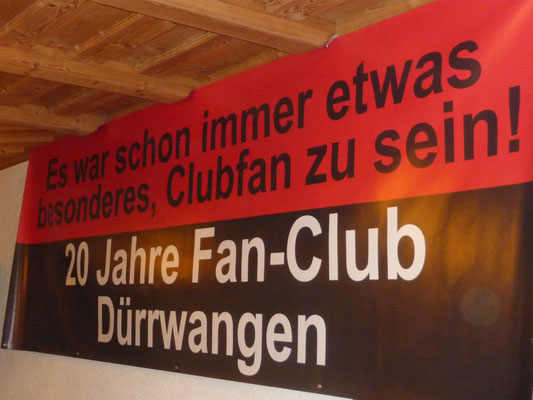 Es war schon immer etwas
besonderes, Clubfan zu sein!
20 Jahre Fan-Club
Dürrwangen